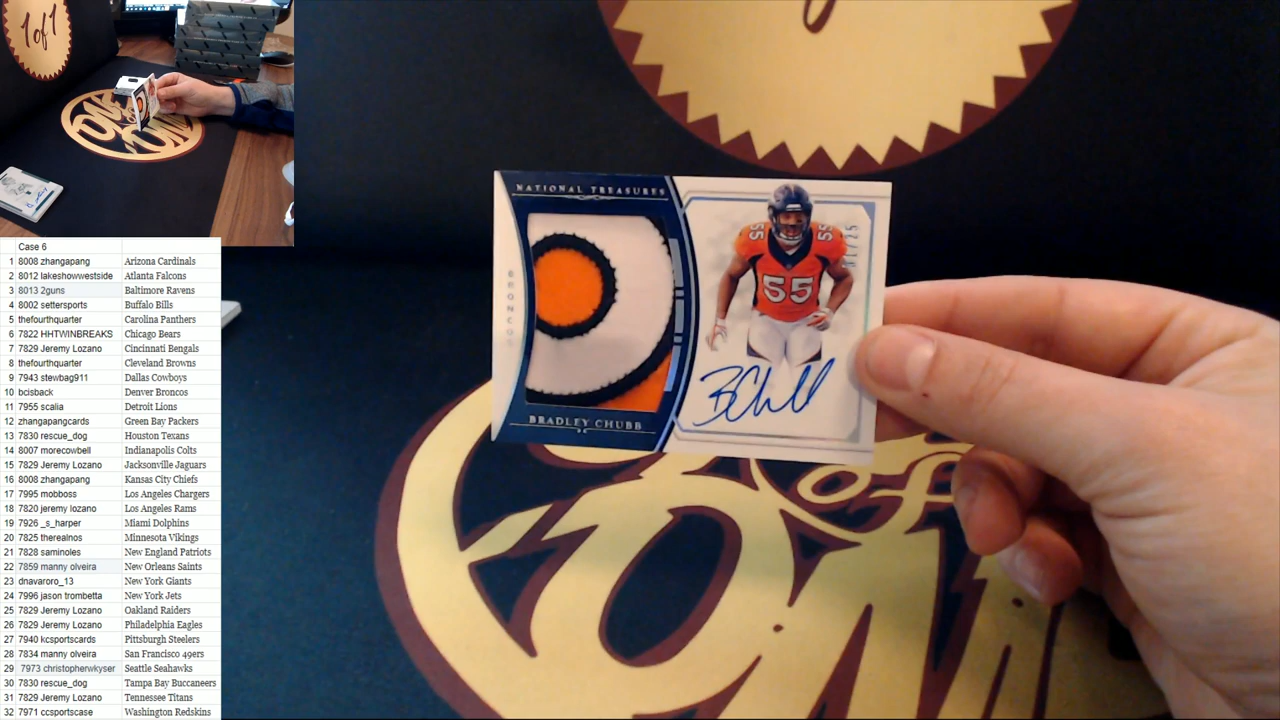 1 of 1
Case 6
1 8008 zhangapang Arizona Cardinals
2 8012 lakeshowwestside Atlanta Falcons
3 8013 2guns Baltimore Ravens
4 8002 settersports Buffalo Bills
5 thefourthquarter Carolina Panthers
6 7822 HHTWINBREAKS Chicago Bears
7 7829 Jeremy Lozano Cincinnati Bengals
8 thefourthquarter Cleveland Browns
9 7943 stewbag911 Dallas Cowboys
10 bcisback Denver Broncos
11 7955 scalia Detroit Lions
12 zhangapangcards Green Bay Packers
13 7830 rescue_dog Houston Texans
14 8007 morecowbell Indianapolis Colts
15 7829 Jeremy Lozano Jacksonville Jaguars
16 8008 zhangapang Kansas City Chiefs
17 7995 mobboss Los Angeles Chargers
18 7820 jeremy lozano Los Angeles Rams
19 7926 _s_harper Miami Dolphins
20 7825 therealnos Minnesota Vikings
21 7828 saminoles New England Patriots
22 7859 manny olveira New Orleans Saints
23 dnavaroro_13 New York Giants
24 7996 jason trombetta New York Jets
25 7829 Jeremy Lozano Oakland Raiders
26 7829 Jeremy Lozano Philadelphia Eagles
27 7940 kcsportscards Pittsburgh Steelers
28 7834 manny olveira San Francisco 49ers
29 7973 christopherwkyser Seattle Seahawks
30 7830 rescue_dog Tampa Bay Buccaneers
31 7829 Jeremy Lozano Tennessee Titans
32 7971 ccsportscase Washington Redskins
NATIONAL TREASURES
BRONCOS
BRADLEY CHUBB
55
55
55
B Chubb
of